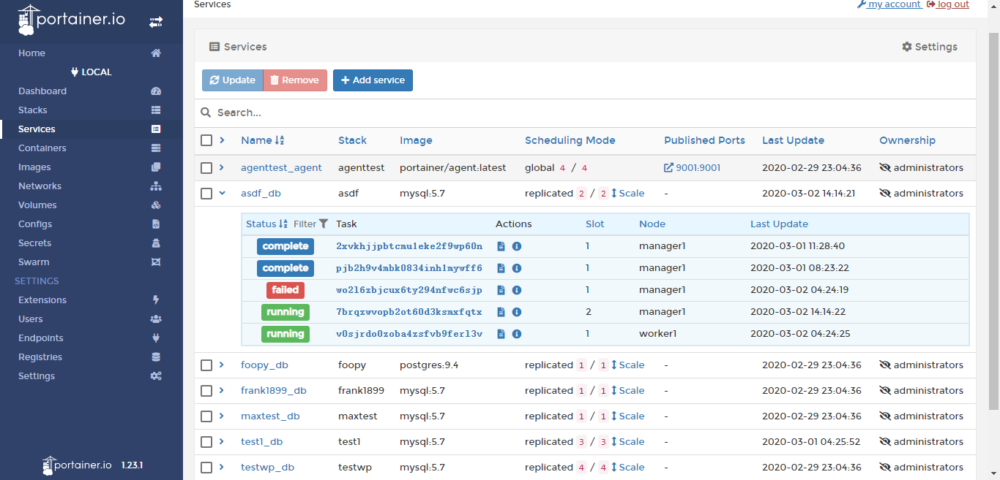 portainer.io
Services
my account log out
Home
LOCAL
Dashboard
Stacks
Services
Containers
Images
Networks
Volumes
Configs
Secrets
Swarm
SETTINGS
Extensions
Users
Endpoints
Registries
Settings
portainer.io 1.23.1
Services Settings
Update Remove Add service
Search...
Name Stack Image Scheduling Mode Published Ports Last Update Ownership
agenttest_agent agenttest portainer/agent:latest global 4 / 4 9001:9001 2020-02-29 23:04:36 administrators
asdf_db asdf mysql:5.7 replicated 2 / 2 Scale - 2020-03-02 14:14:21 administrators
Status Filter Task Actions Slot Node Last Update
complete 2xvkhjjpbtcmu1eke2f9wp60n 1 manager1 2020-03-01 11:28:40
complete pjb2h9v4mbk0834inh1mywff6 1 manager1 2020-03-01 08:23:22
failed wo2l6zbjcux6ty294nfwc6sjp 1 manager1 2020-03-02 04:24:19
running 7brqzwvopb2ot60d3ksmxfqtx 2 manager1 2020-03-02 14:14:22
running v0sjrdo0zoba4zsfvb9ferl3v 1 worker1 2020-03-02 04:24:25
foopy_db foopy postgres:9.4 replicated 1 / 1 Scale - 2020-02-29 23:04:36 administrators
frank1899_db frank1899 mysql:5.7 replicated 1 / 1 Scale - 2020-02-29 23:04:36 administrators
maxtest_db maxtest mysql:5.7 replicated 1 / 1 Scale - 2020-02-29 23:04:36 administrators
test1_db test1 mysql:5.7 replicated 3 / 3 Scale - 2020-03-01 04:25:52 administrators
testwp_db testwp mysql:5.7 replicated 4 / 4 Scale - 2020-02-29 23:04:36 administrators